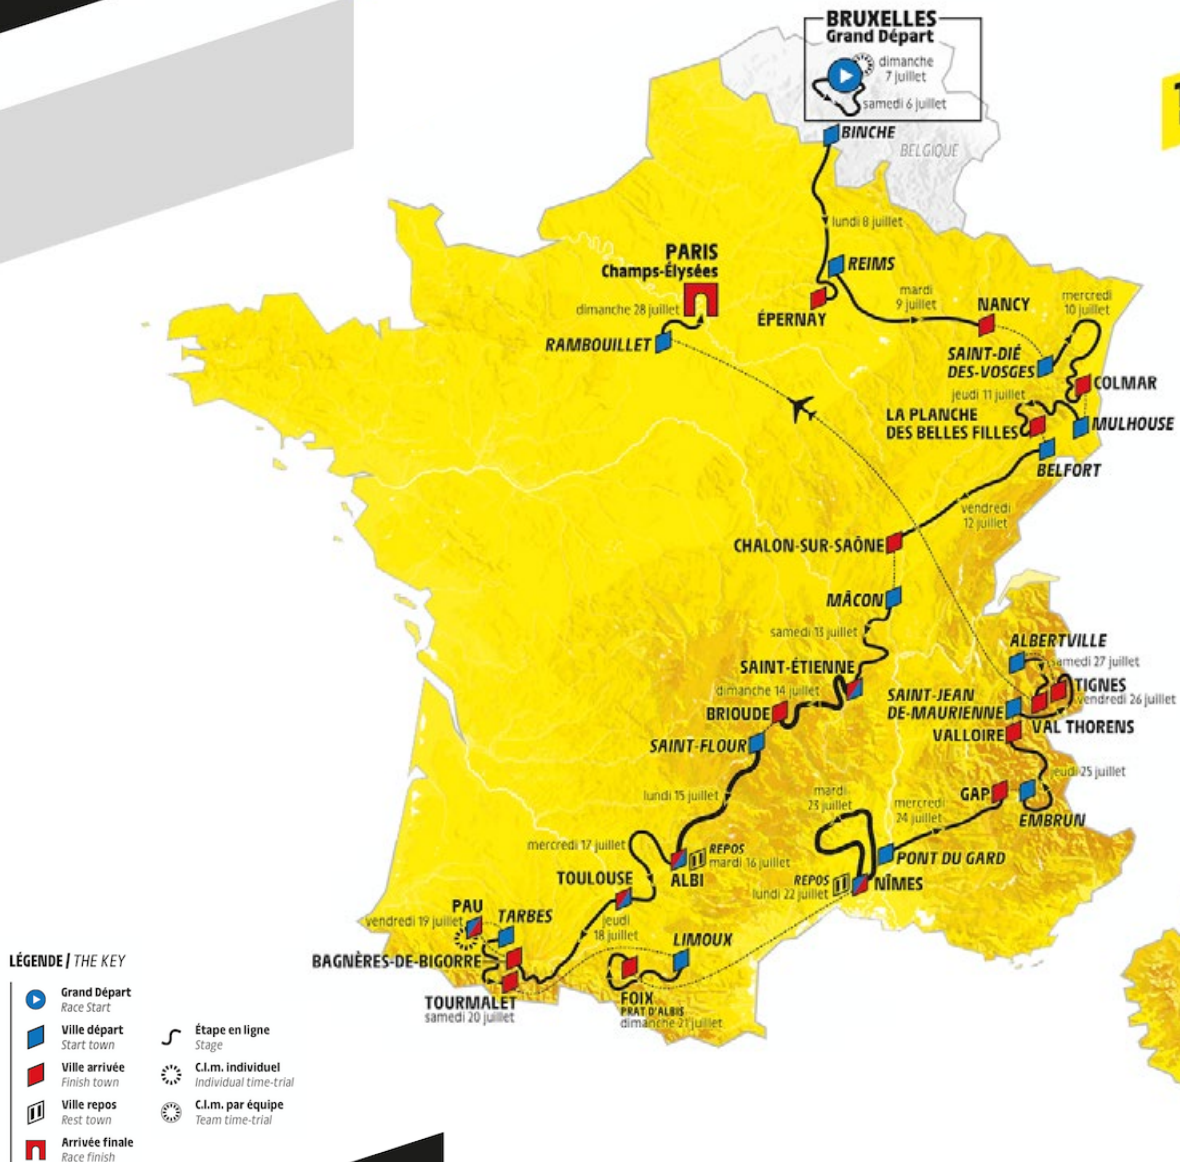 BRUXELLES
Grand Départ
dimanche
7 juillet
samedi 6 juillet
BINCHE
BELGIQUE
lundi 8 juillet
PARIS
Champs-Élysées
REIMS
dimanche 28 juillet
ÉPERNAY
mardi
9 juillet
NANCY
mercredi
10 juillet
RAMBOUILLET
SAINT-DIÉ
DES-VOSGES
COLMAR
jeudi 11 juillet
LA PLANCHE
DES BELLES FILLES
MULHOUSE
BELFORT
vendredi
12 juillet
CHALON-SUR-SAÔNE
MÂCON
samedi 13 juillet
ALBERTVILLE
samedi 27 juillet
SAINT-ÉTIENNE
dimanche 14 juillet
TIGNES
vendredi 26 juillet
SAINT-JEAN
DE-MAURIENNE
BRIOUDE
VAL THORENS
VALLOIRE
SAINT-FLOUR
jeudi 25 juillet
lundi 15 juillet
mardi
23 juillet
mercredi
24 juillet
GAP
EMBRUN
mercredi 17 juillet
REPOS
mardi 16 juillet
ALBI
PONT DU GARD
TOULOUSE
REPOS
lundi 22 juillet
NÎMES
PAU
vendredi 19 juillet
TARBES
jeudi
18 juillet
LIMOUX
BAGNÈRES-DE-BIGORRE
TOURMALET
samedi 20 juillet
FOIX
PRAT D'ALBIS
dimanche 21 juillet
LÉGENDE / THE KEY
Grand Départ
Race Start
Ville départ
Start town
Étape en ligne
Stage
Ville arrivée
Finish town
C.l.m. individuel
Individual time-trial
Ville repos
Rest town
C.l.m. par équipe
Team time-trial
Arrivée finale
Race finish